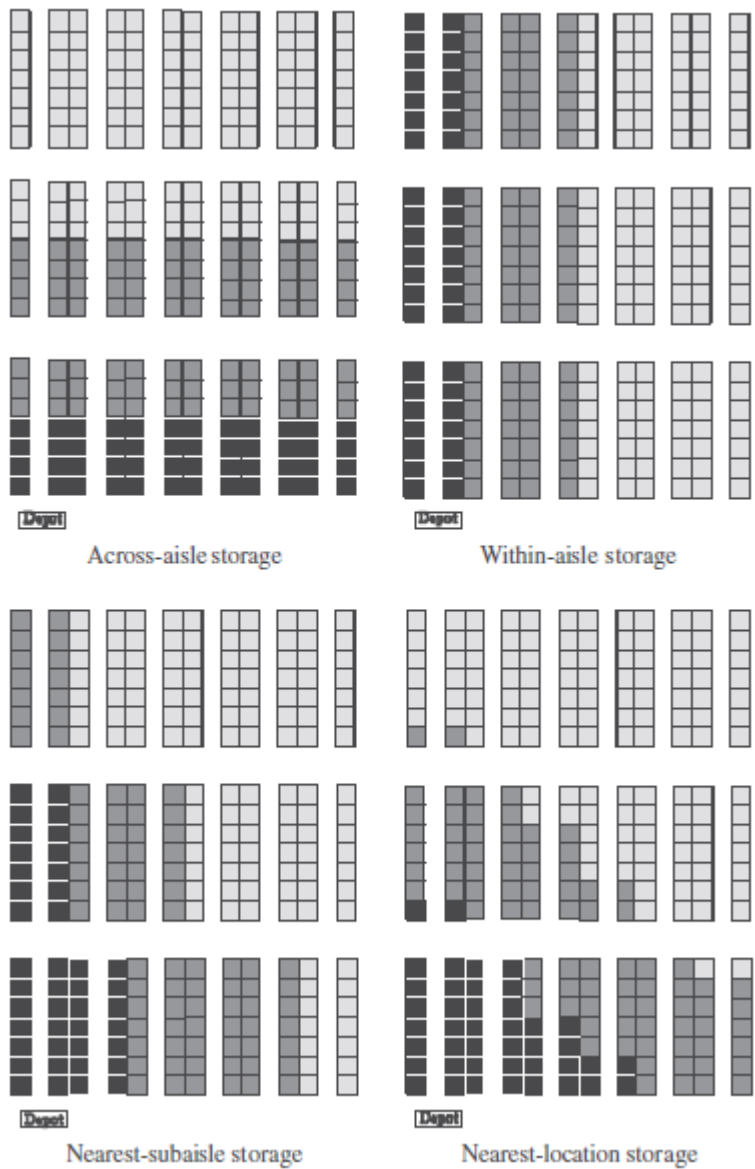 Depot
Depot
Across-aisle storage
Within-aisle storage
Depot
Depot
Nearest-subaisle storage
Nearest-location storage